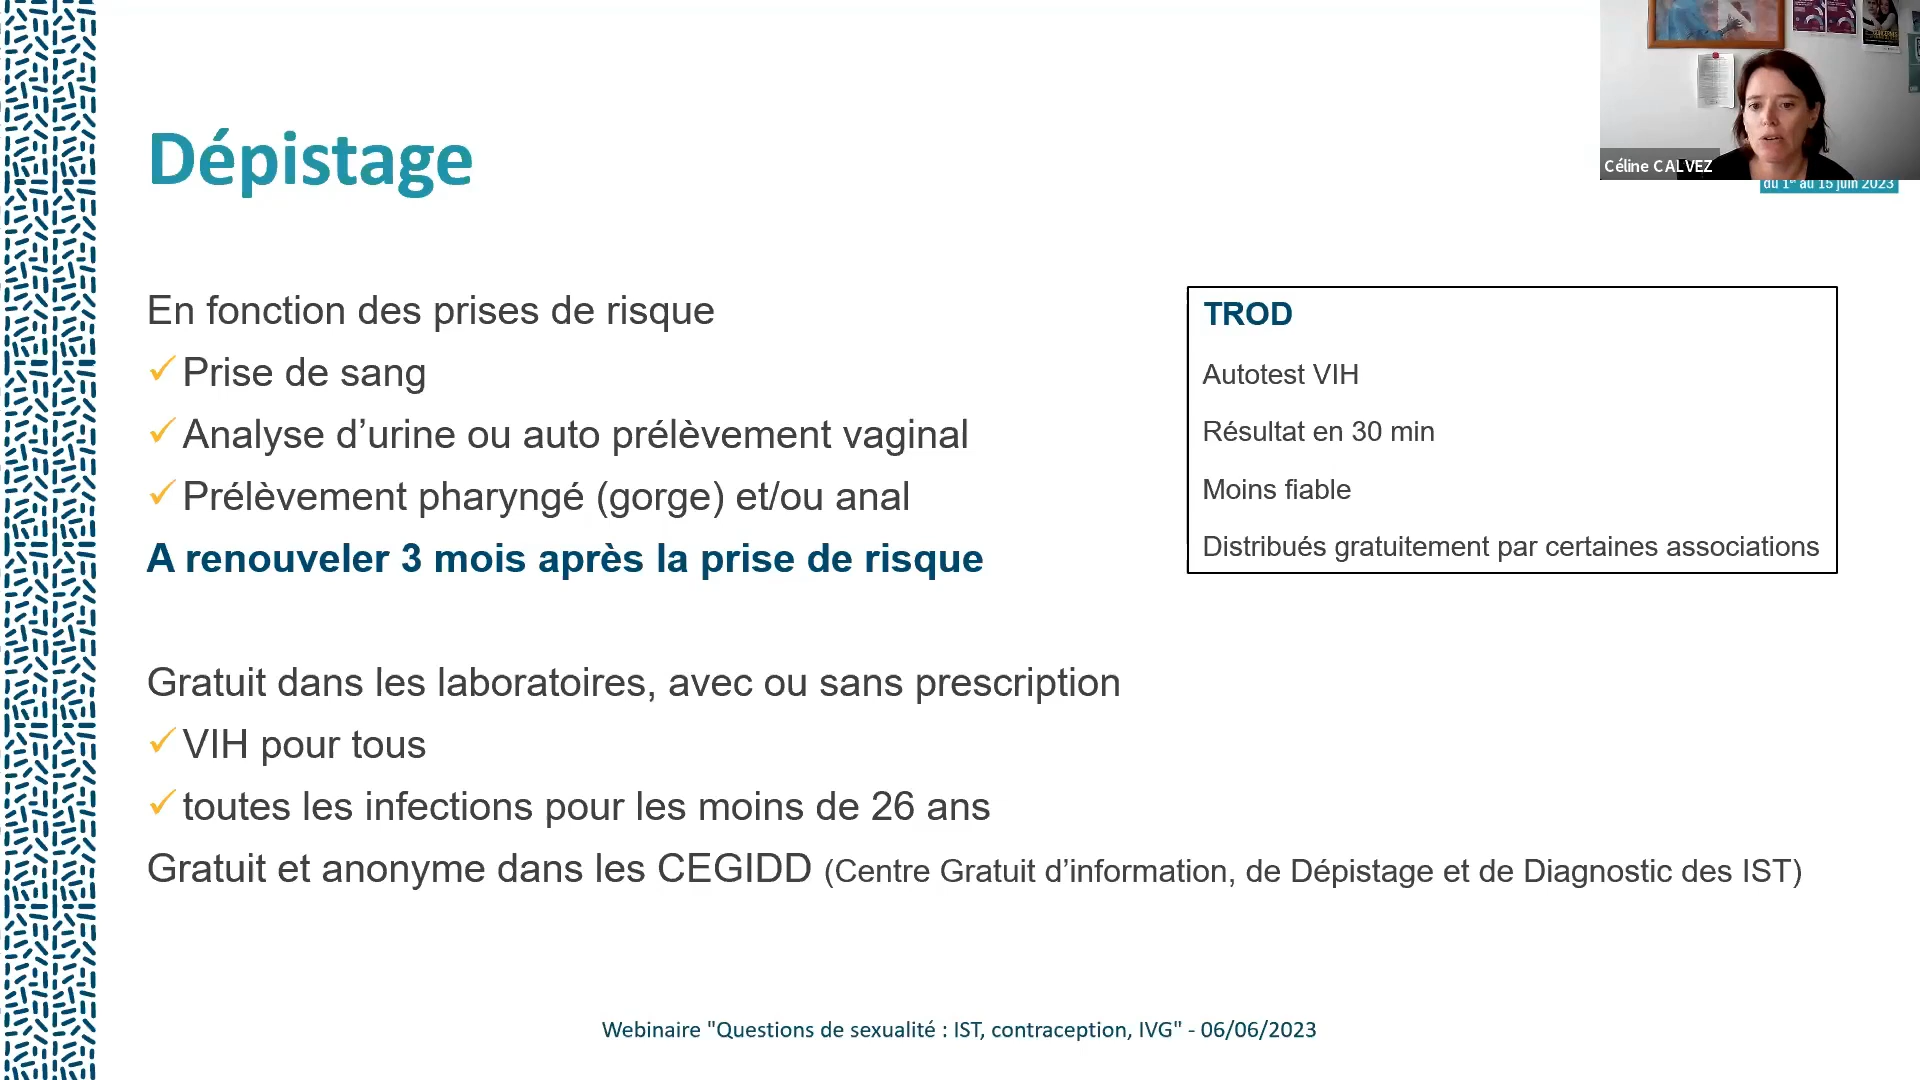 Dépistage
Céline CALVEZ
du 1er au 15 juin 2023
En fonction des prises de risque
✓ Prise de sang
✓ Analyse d’urine ou auto prélèvement vaginal
✓ Prélèvement pharyngé (gorge) et/ou anal
A renouveler 3 mois après la prise de risque
TROD
Autotest VIH
Résultat en 30 min
Moins fiable
Distribués gratuitement par certaines associations
Gratuit dans les laboratoires, avec ou sans prescription
✓ VIH pour tous
✓ toutes les infections pour les moins de 26 ans
Gratuit et anonyme dans les CEGIDD (Centre Gratuit d’information, de Dépistage et de Diagnostic des IST)
Webinaire "Questions de sexualité : IST, contraception, IVG" - 06/06/2023